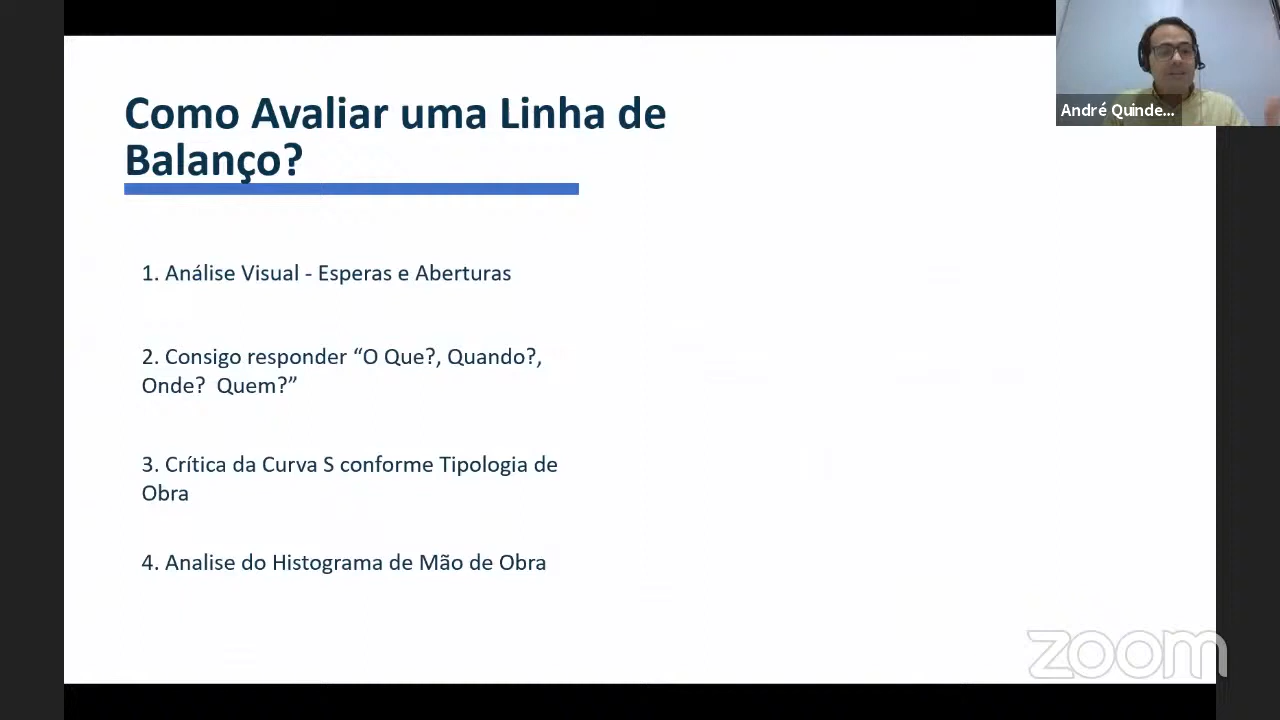 Como Avaliar uma Linha de
Balanço?
André Quinde...
1. Análise Visual - Esperas e Aberturas
2. Consigo responder “O Que?, Quando?,
Onde?  Quem?”
3. Crítica da Curva S conforme Tipologia de
Obra
4. Analise do Histograma de Mão de Obra
zoom